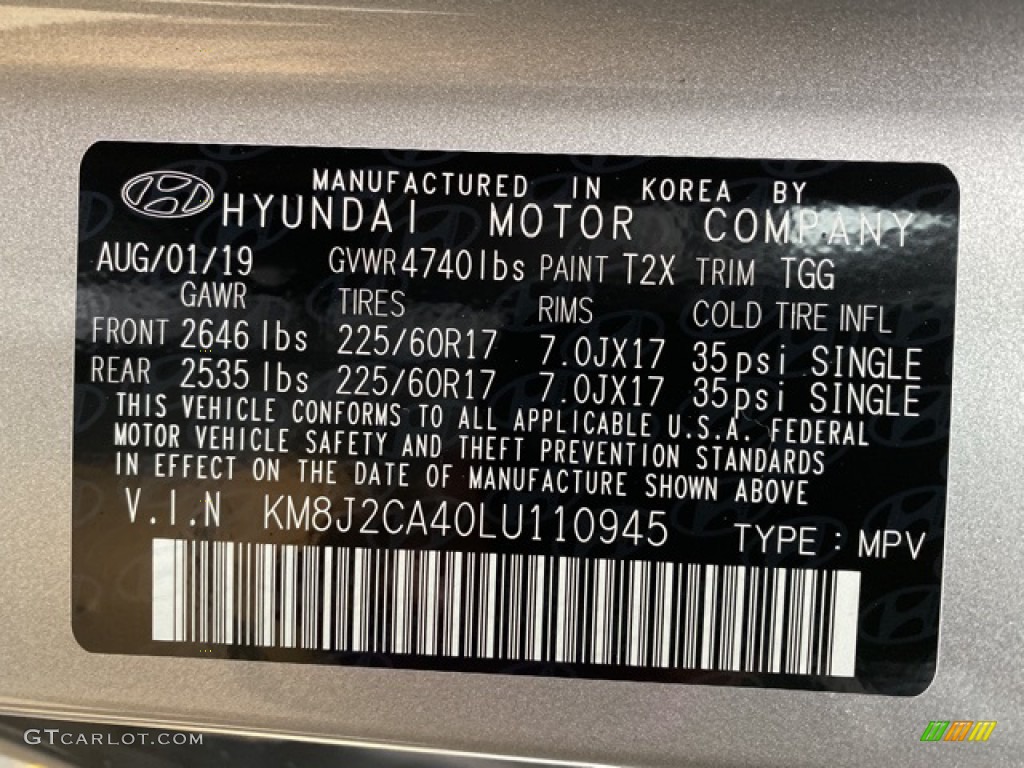 MANUFACTURED IN KOREA BY
HYUNDAI MOTOR COMPANY
AUG/01/19 GVWR 4740lbs PAINT T2X TRIM TGG
GAWR TIRES RIMS COLD TIRE INFL
FRONT 2646 lbs 225/60R17 7.0JX17 35psi SINGLE
REAR 2535 lbs 225/60R17 7.0JX17 35psi SINGLE
THIS VEHICLE CONFORMS TO ALL APPLICABLE U.S.A. FEDERAL
MOTOR VEHICLE SAFETY AND THEFT PREVENTION STANDARDS
IN EFFECT ON THE DATE OF MANUFACTURE SHOWN ABOVE
V.I.N KM8J2CA40LU110945 TYPE : MPV
GTCARLOT.COM